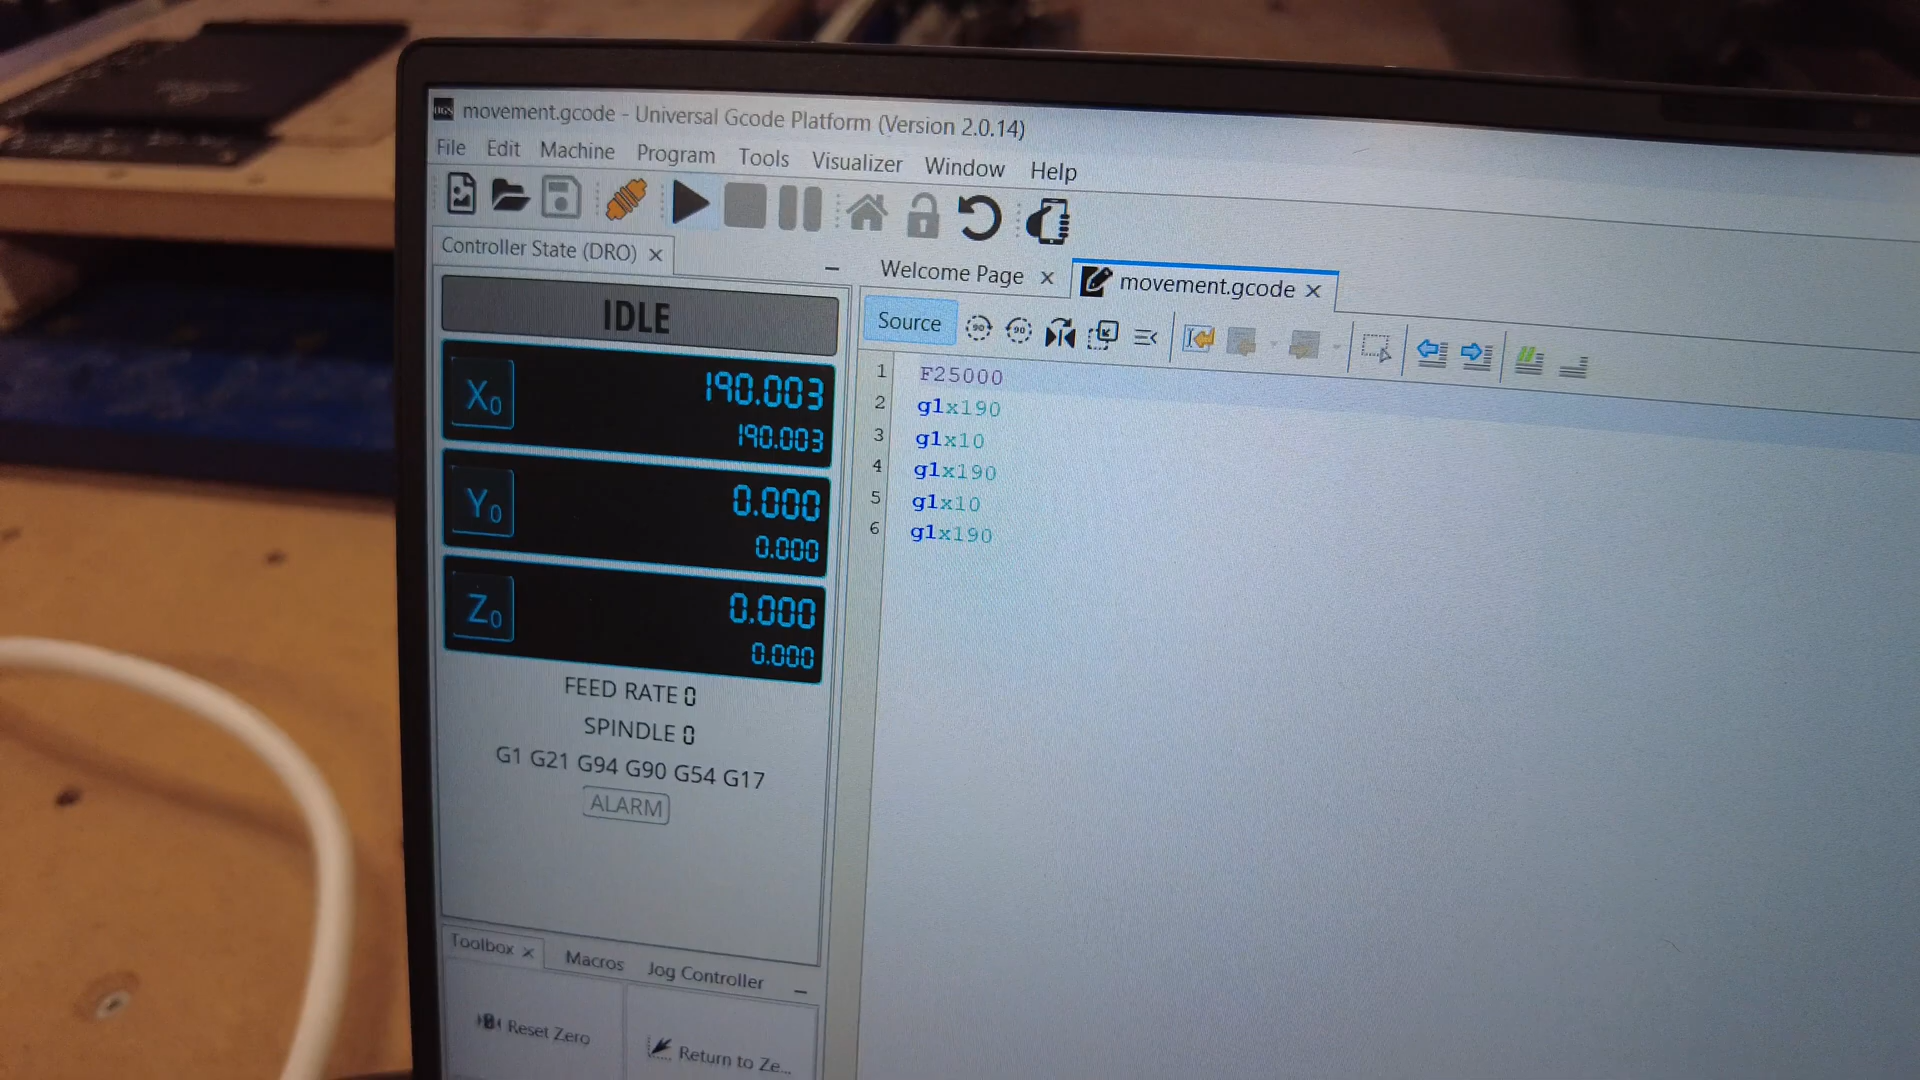 UGS movement.gcode - Universal Gcode Platform (Version 2.0.14)
File Edit Machine Program Tools Visualizer Window Help
Controller State (DRO)
Welcome Page movement.gcode
IDLE
Source 90 90
X0 190.003
190.003
Y0 0.000
0.000
Z0 0.000
0.000
FEED RATE 0
SPINDLE 0
G1 G21 G94 G90 G54 G17
ALARM
1 F25000
2 g1x190
3 g1x10
4 g1x190
5 g1x10
6 g1x190
Toolbox Macros Jog Controller
Reset Zero Return to Ze...